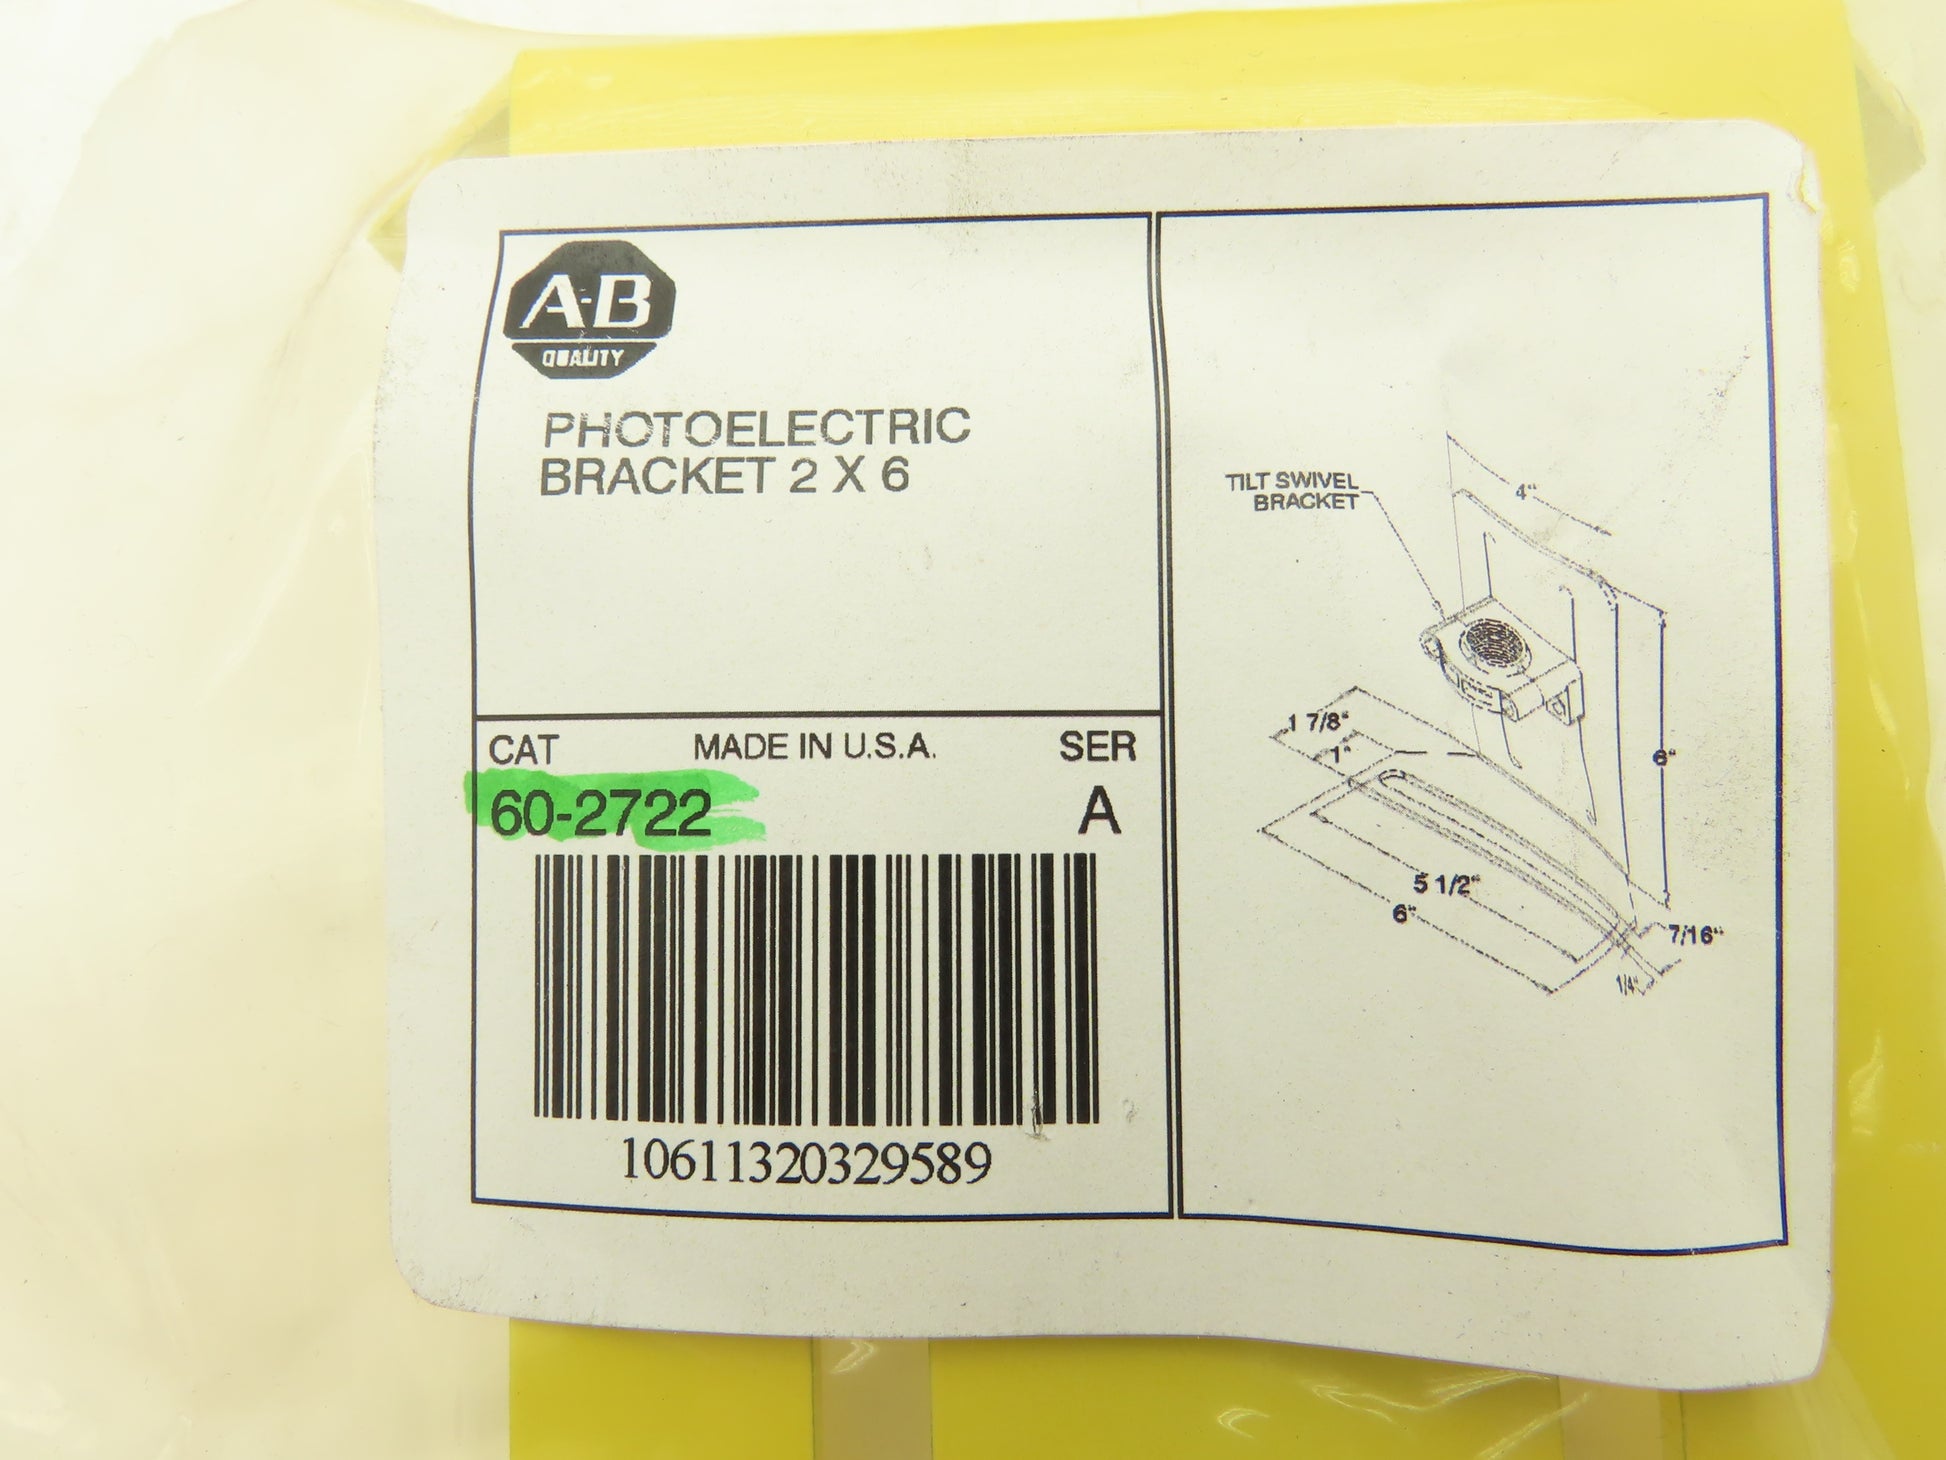 A-B
QUALITY
PHOTOELECTRIC
BRACKET 2 X 6
CAT MADE IN U.S.A. SER
60-2722 A
10611320329589
TILT SWIVEL
BRACKET
4"
1 7/8"
1"
6"
5 1/2"
6"
7/16"
1/4"